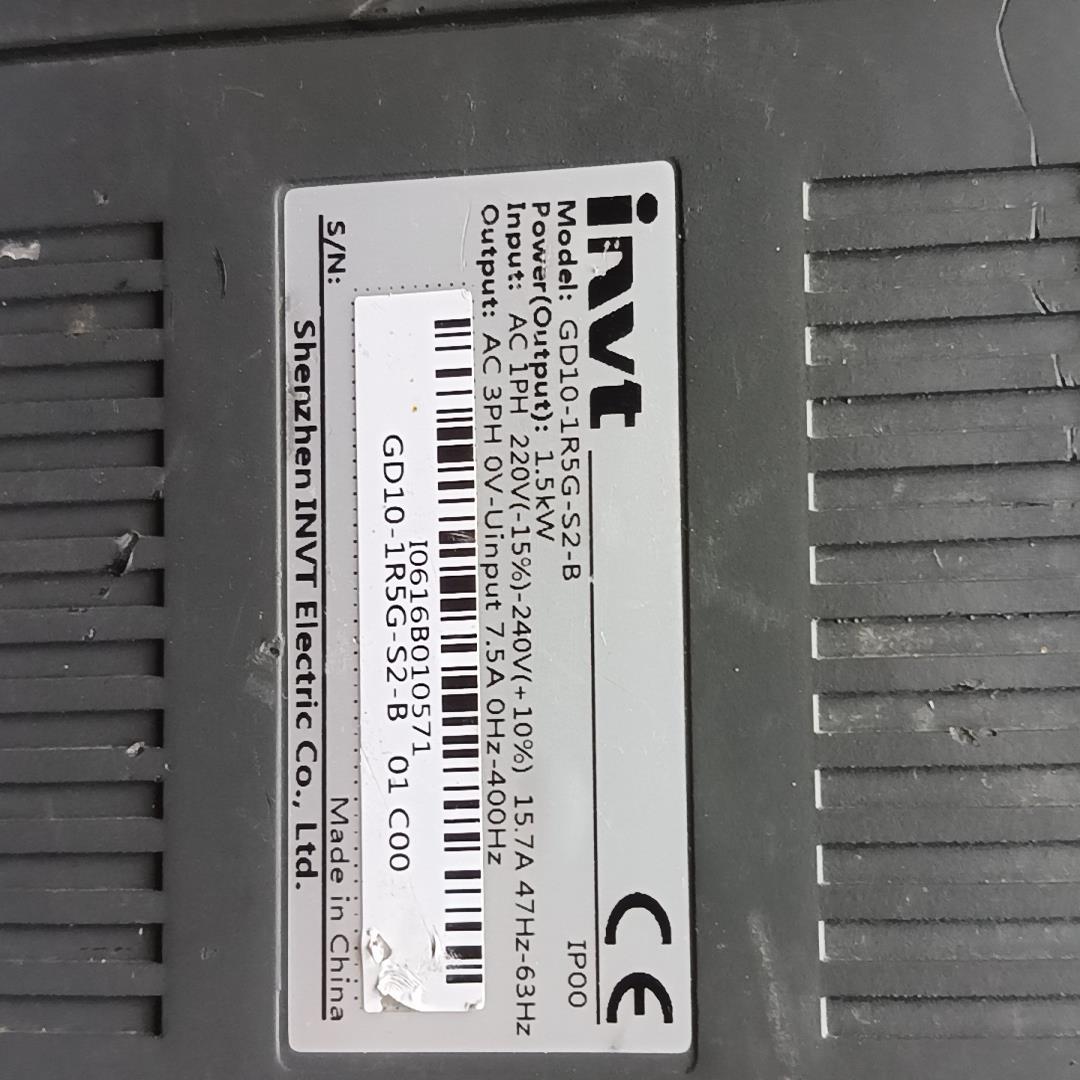 invt
CE
Model: GD10-1R5G-S2-B
IP00
Power(Output): 1.5kW
Input: AC 1PH 220V(-15%)-240V(+10%) 15.7A 47Hz-63Hz
Output: AC 3PH 0V-Uinput 7.5A 0Hz-400Hz
I0616B010571
GD10-1R5G-S2-B 01 C00
S/N:
Made in China
Shenzhen INVT Electric Co., Ltd.